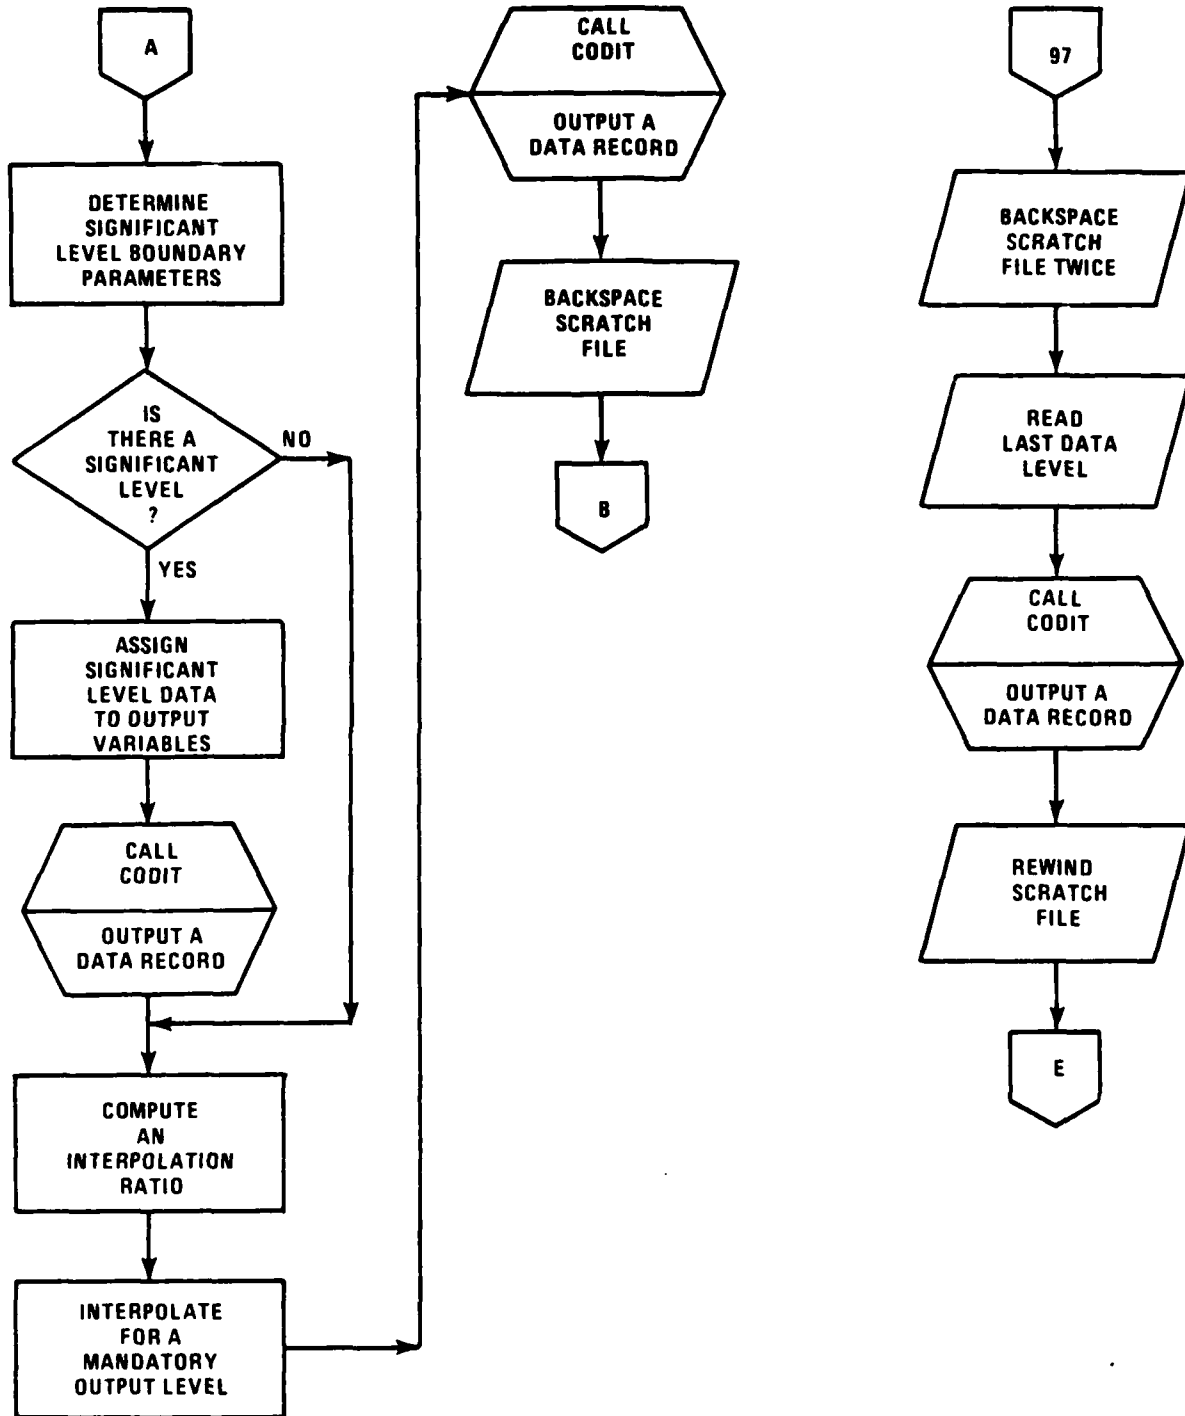 A
DETERMINE
SIGNIFICANT
LEVEL BOUNDARY
PARAMETERS
IS
THERE A
SIGNIFICANT
LEVEL
?
NO
YES
ASSIGN
SIGNIFICANT
LEVEL DATA
TO OUTPUT
VARIABLES
CALL
CODIT
OUTPUT A
DATA RECORD
COMPUTE
AN
INTERPOLATION
RATIO
INTERPOLATE
FOR A
MANDATORY
OUTPUT LEVEL
CALL
CODIT
OUTPUT A
DATA RECORD
BACKSPACE
SCRATCH
FILE
B
97
BACKSPACE
SCRATCH
FILE TWICE
READ
LAST DATA
LEVEL
CALL
CODIT
OUTPUT A
DATA RECORD
REWIND
SCRATCH
FILE
E